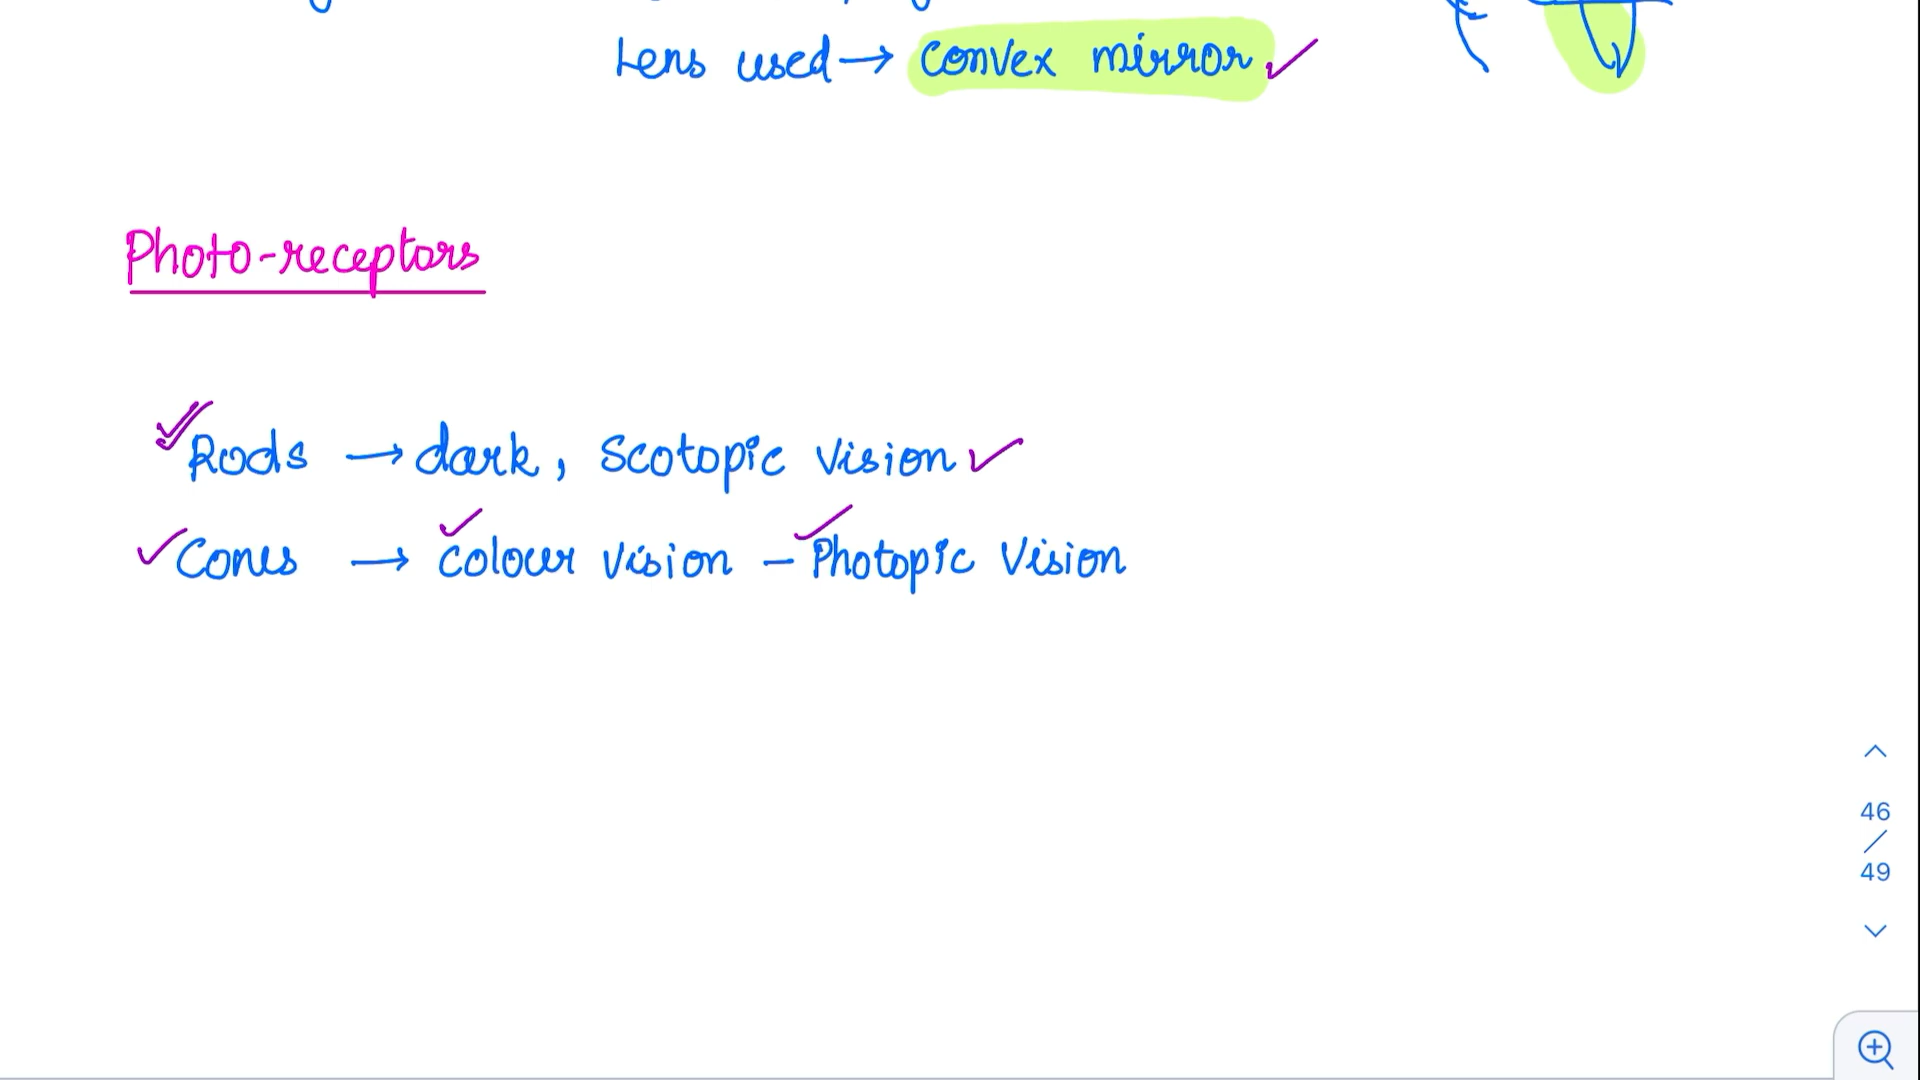 Lens used → convex mirror
Photo-receptors
Rods → dark, Scotopic vision
Cones → colour vision - Photopic Vision
46
/
49